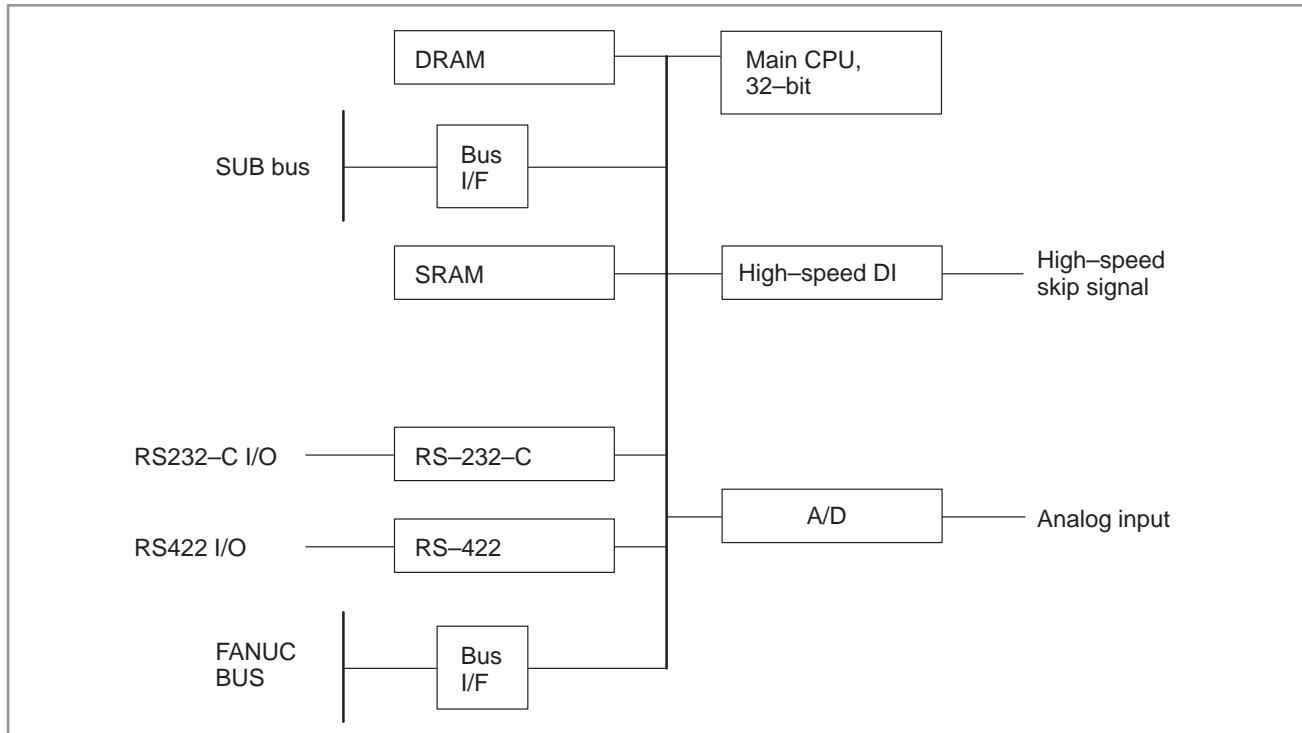 DRAM
Main CPU,
32–bit
SUB bus
Bus
I/F
SRAM
High–speed DI
High–speed
skip signal
RS232–C I/O
RS–232–C
A/D
Analog input
RS422 I/O
RS–422
FANUC
BUS
Bus
I/F